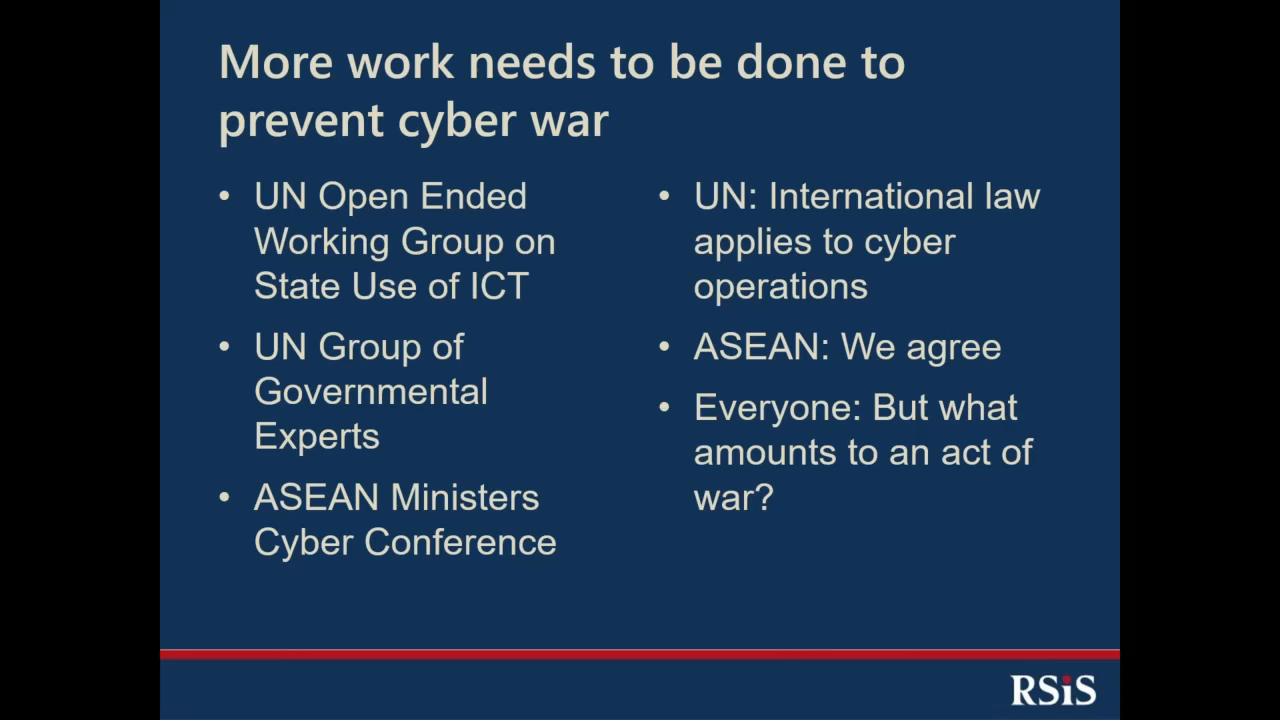 More work needs to be done to
prevent cyber war
• UN Open Ended
Working Group on
State Use of ICT
• UN Group of
Governmental
Experts
• ASEAN Ministers
Cyber Conference
• UN: International law
applies to cyber
operations
• ASEAN: We agree
• Everyone: But what
amounts to an act of
war?
RSiS